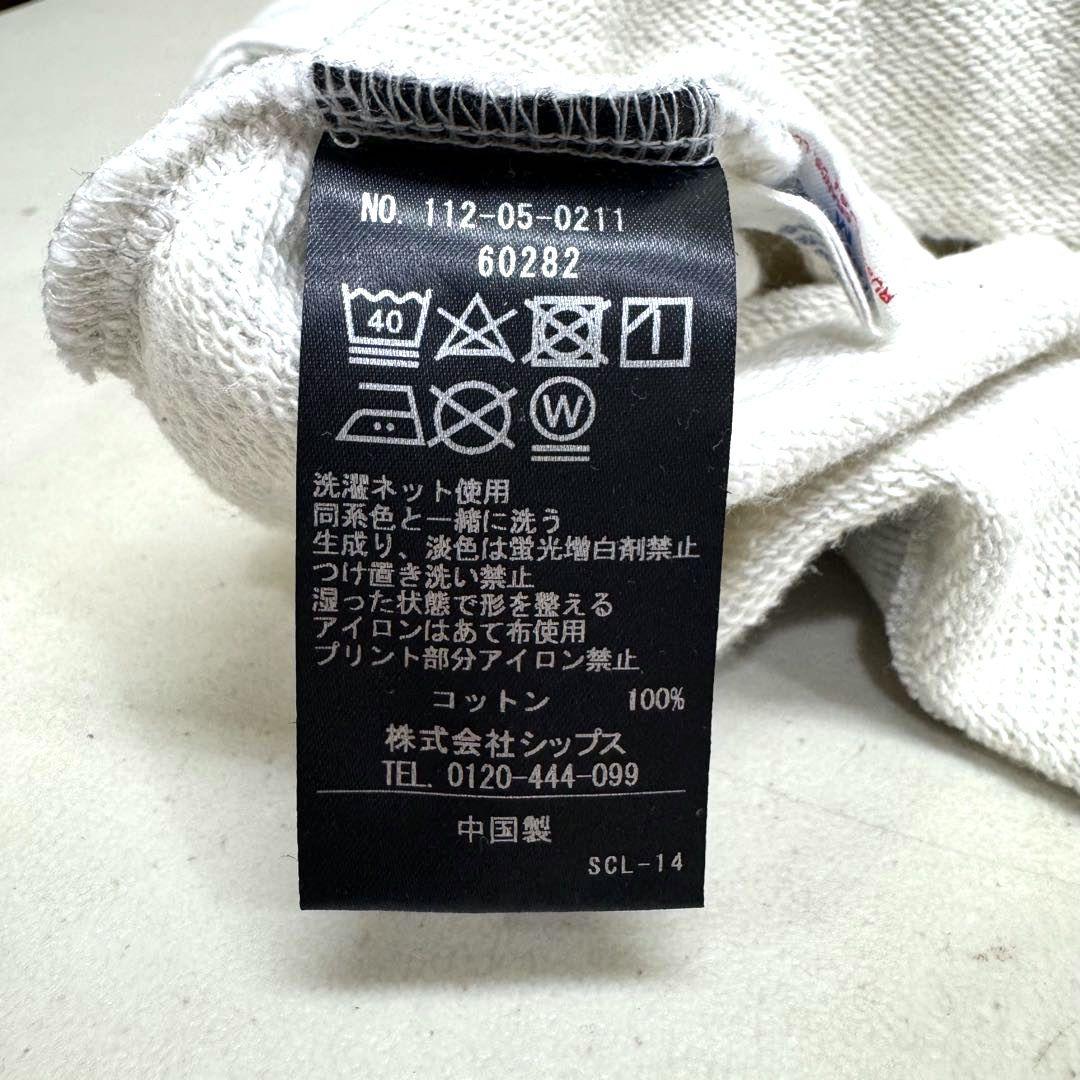 NO. 112-05-0211
60282
40
W
洗濯ネット使用
同系色と一緒に洗う
生成り、淡色は蛍光増白剤禁止
つけ置き洗い禁止
湿った状態で形を整える
アイロンはあて布使用
プリント部分アイロン禁止
コットン 100%
株式会社シップス
TEL. 0120-444-099
中国製
SCL-14